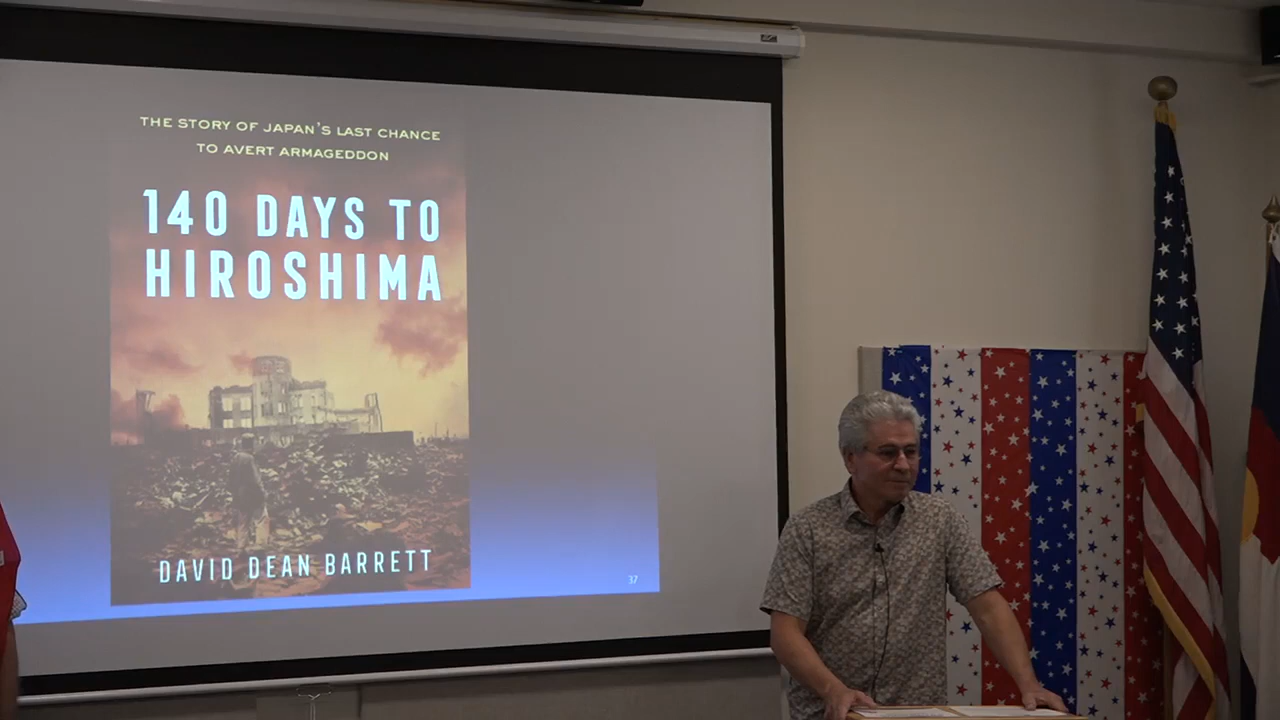 THE STORY OF JAPAN'S LAST CHANCE
TO AVERT ARMAGEDDON
140 DAYS TO
HIROSHIMA
DAVID DEAN BARRETT
37